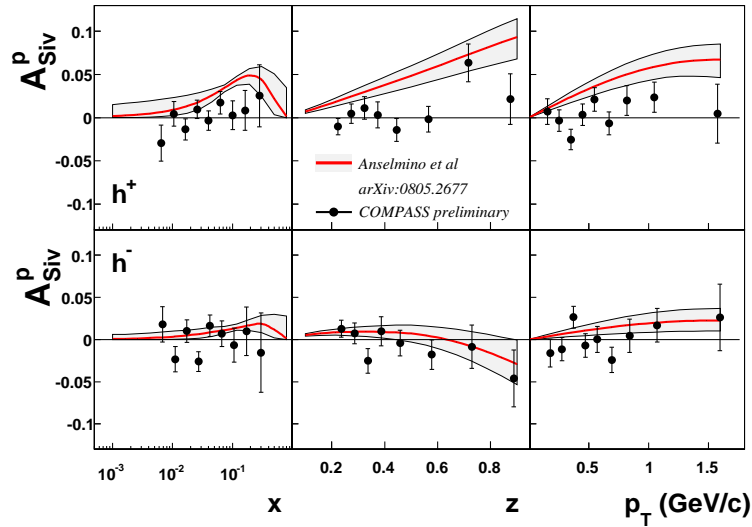 A^p_Siv
0.1
0.05
0
-0.05
-0.1
h⁺
Anselmino et al
arXiv:0805.2677
COMPASS preliminary
A^p_Siv
0.1
0.05
0
-0.05
-0.1
h⁻
10⁻³ 10⁻² 10⁻¹
0.2 0.4 0.6 0.8
0.5 1 1.5
x
z
p_T (GeV/c)